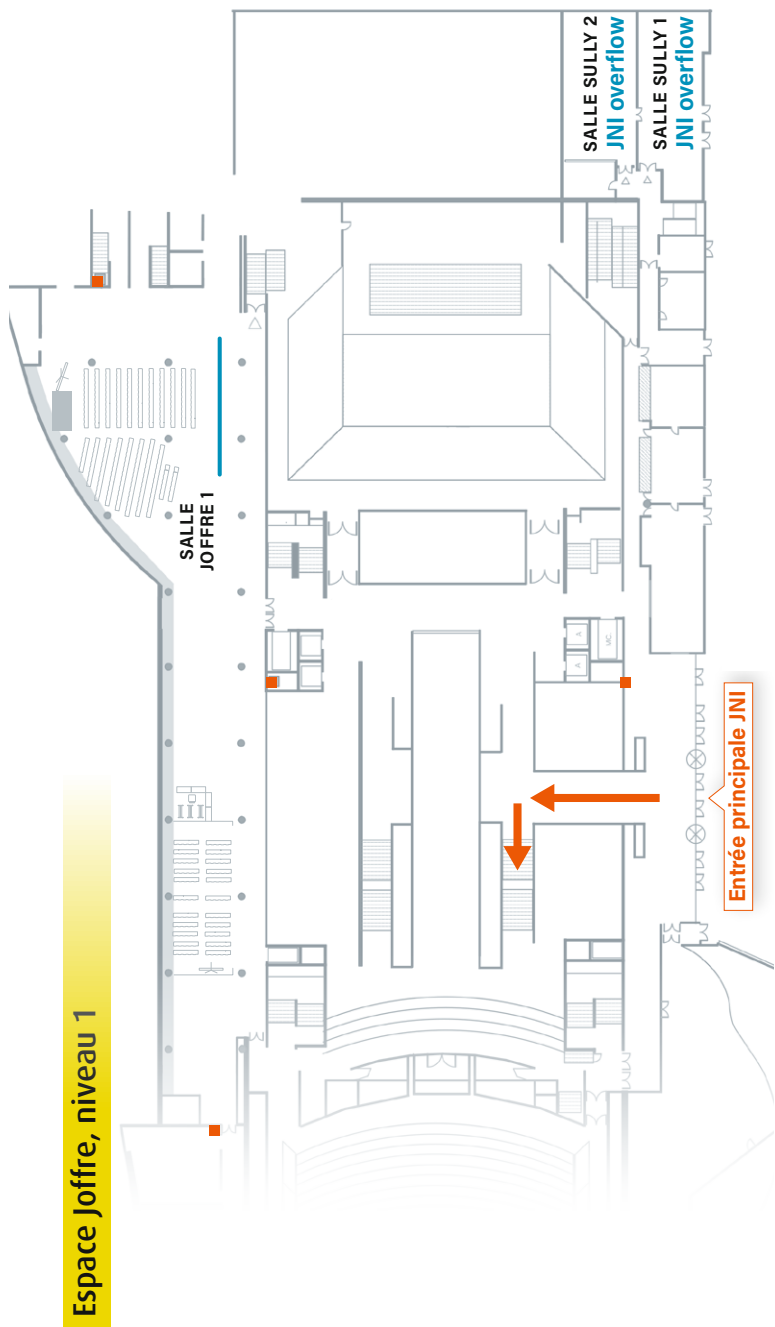 Espace Joffre, niveau 1
SALLE
JOFFRE 1
SALLE SULLY 2
JNI overflow
SALLE SULLY 1
JNI overflow
A
A
Entrée principale JNI